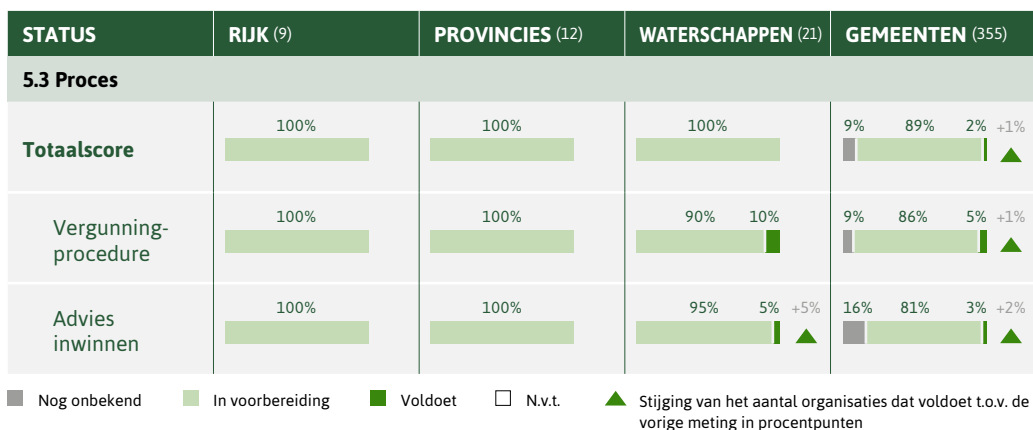 STATUS RIJK (9) PROVINCIES (12) WATERSCHAPPEN (21) GEMEENTEN (355)
5.3 Proces
100% 100% 100% 9% 89% 2% +1%
Totaalscore
100% 100% 90% 10% 9% 86% 5% +1%
Vergunning-
procedure
100% 100% 95% 5% +5% 16% 81% 3% +2%
Advies
inwinnen
Nog onbekend In voorbereiding Voldoet N.v.t. Stijging van het aantal organisaties dat voldoet t.o.v. de
vorige meting in procentpunten